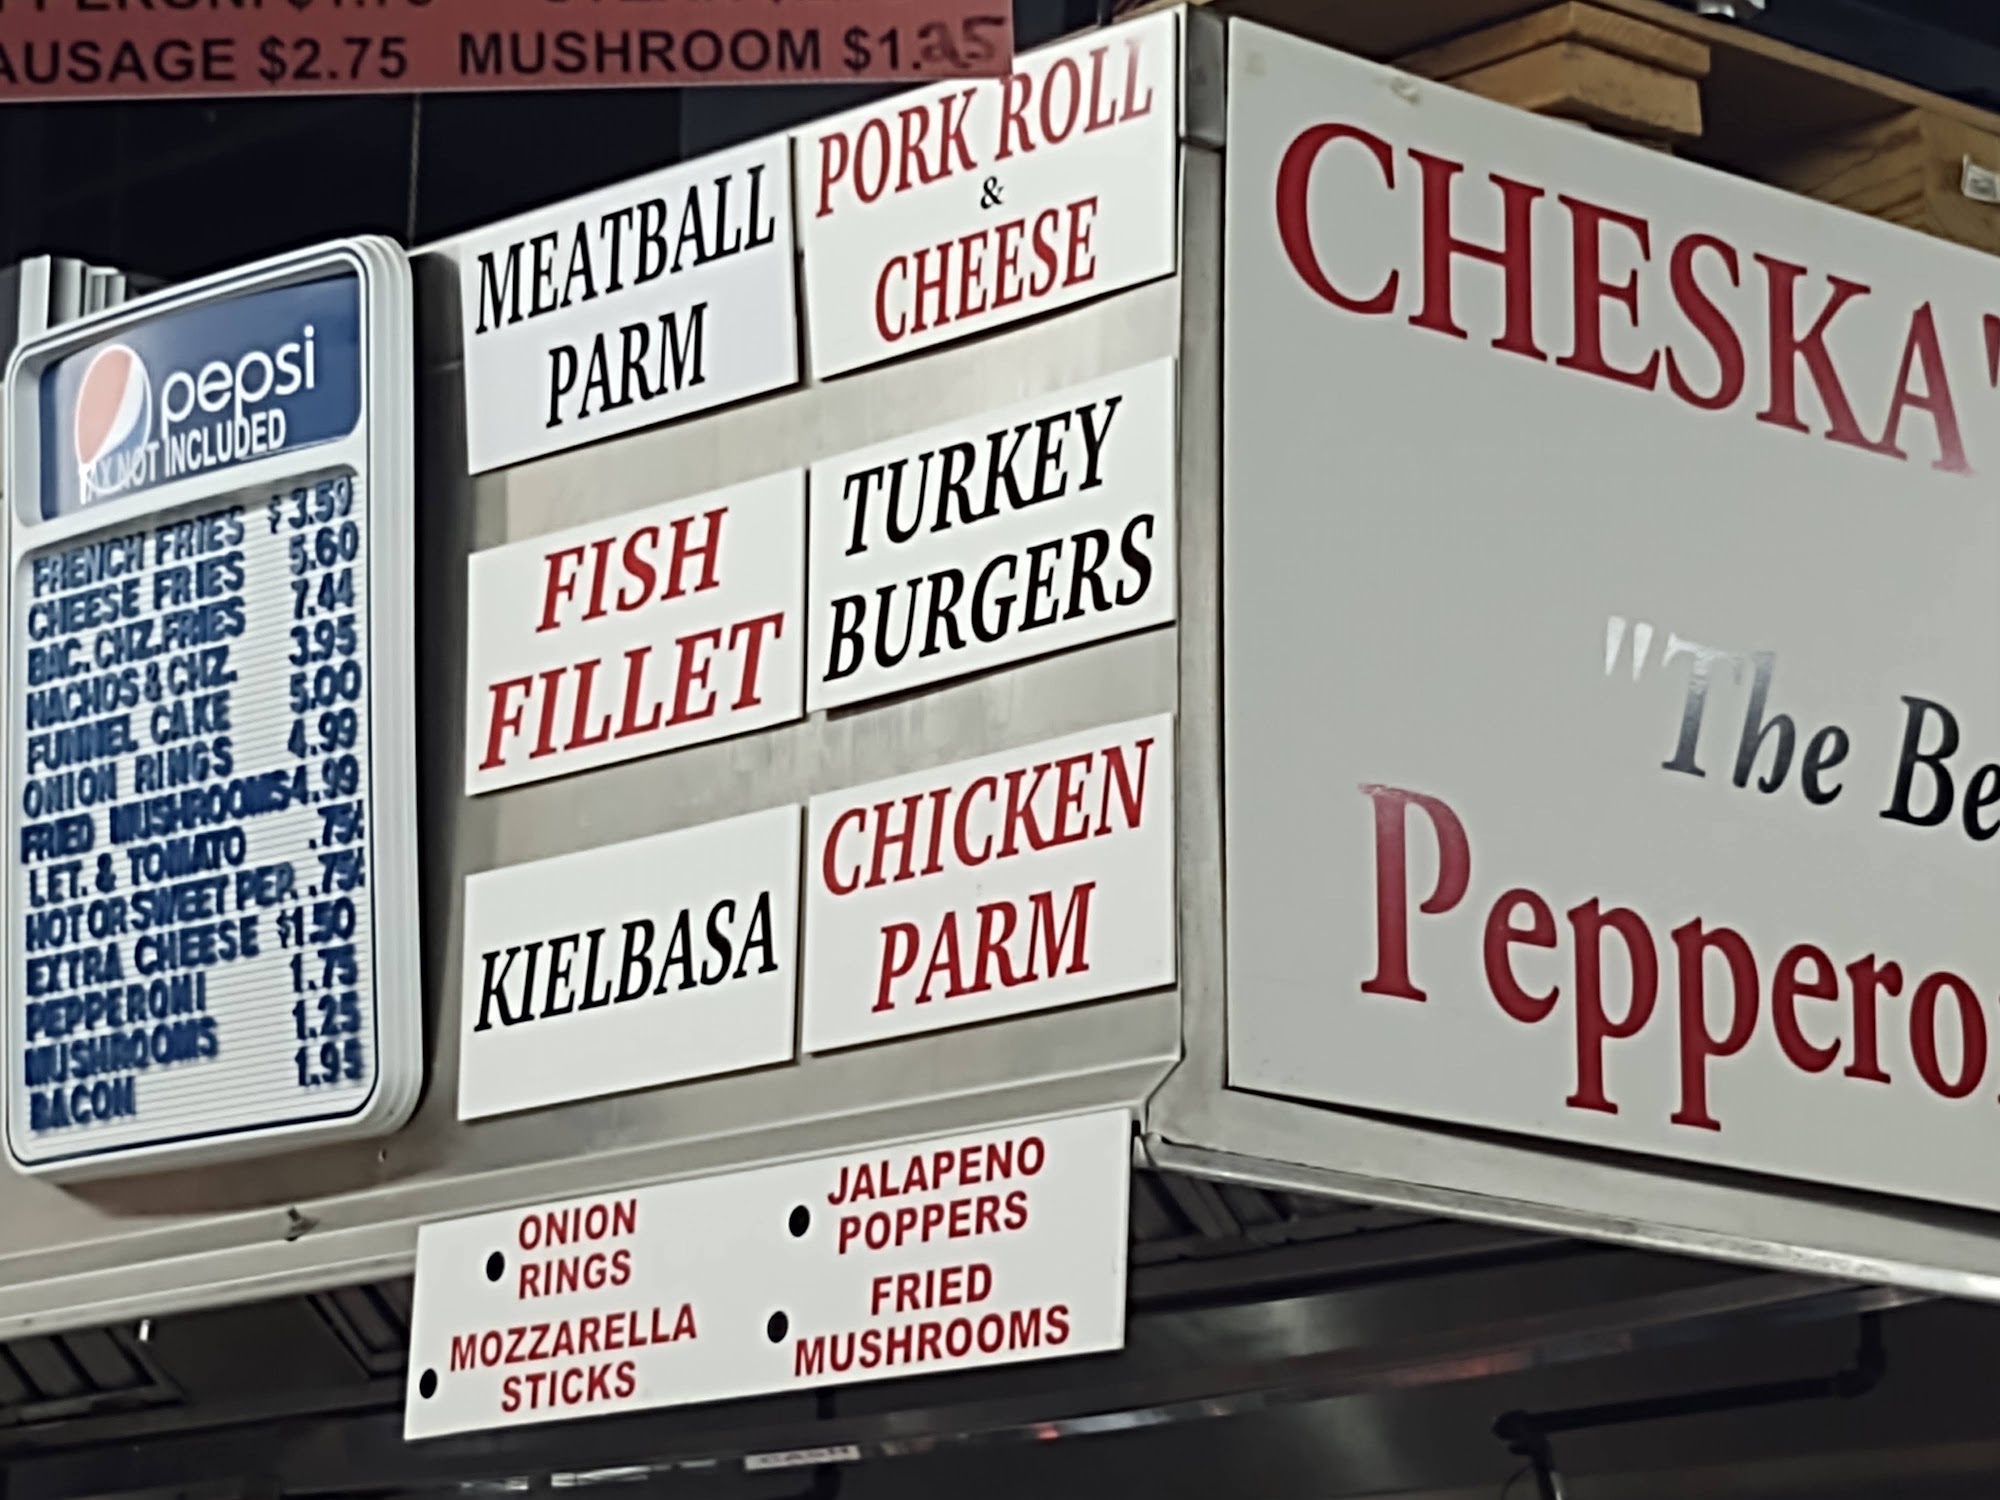 AUSAGE $2.75 MUSHROOM $1.25
MEATBALL
PARM
PORK ROLL
&
CHEESE
CHESKA'
pepsi
TAX NOT INCLUDED
FRENCH FRIES $3.59
CHEESE FRIES 5.60
BAC. CHZ. FRIES 7.44
NACHOS & CHZ. 3.95
FUNNEL CAKE 5.00
ONION RINGS 4.99
FRIED MUSHROOMS 4.99
LET. & TOMATO .75¢
HOT OR SWEET PEP. .75¢
EXTRA CHEESE $1.50
PEPPERONI 1.75
MUSHROOMS 1.25
BACON 1.95
FISH
FILLET
TURKEY
BURGERS
KIELBASA
CHICKEN
PARM
"The Be
Peppero
ONION
RINGS
MOZZARELLA
STICKS
JALAPENO
POPPERS
FRIED
MUSHROOMS